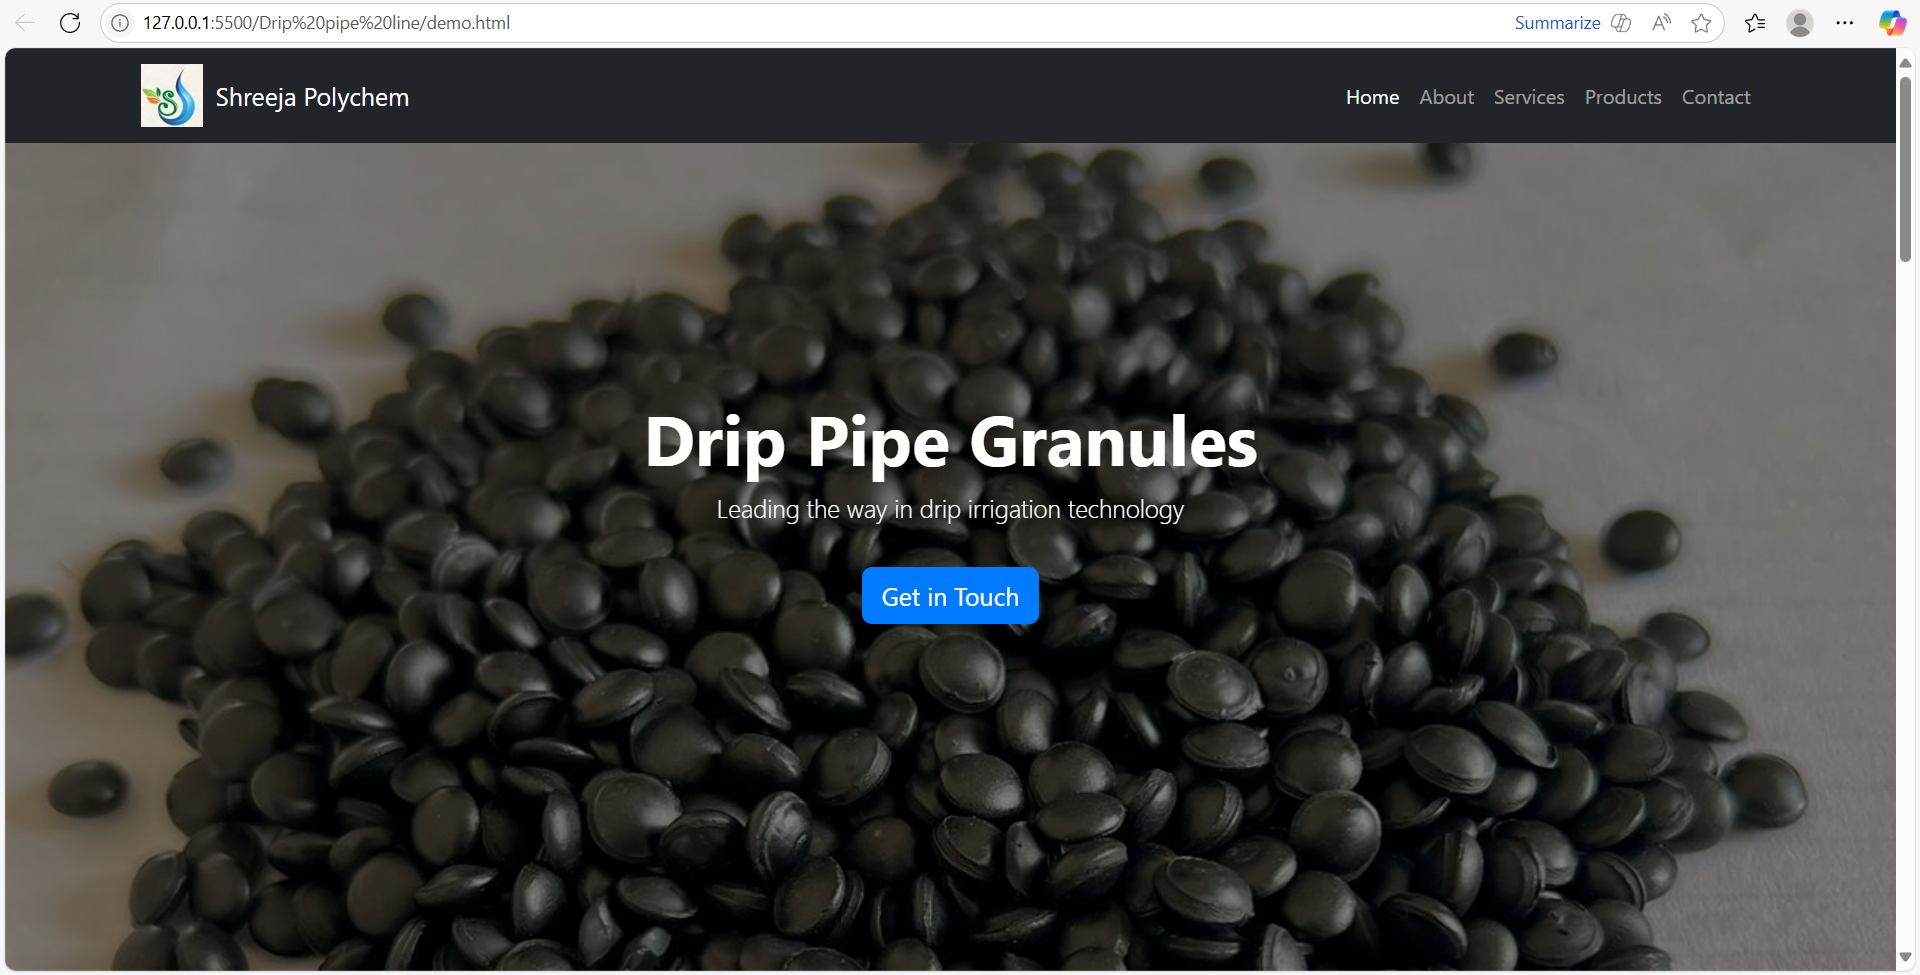 127.0.0.1:5500/Drip%20pipe%20line/demo.html
Summarize
Shreeja Polychem
Home About Services Products Contact
Drip Pipe Granules
Leading the way in drip irrigation technology
Get in Touch